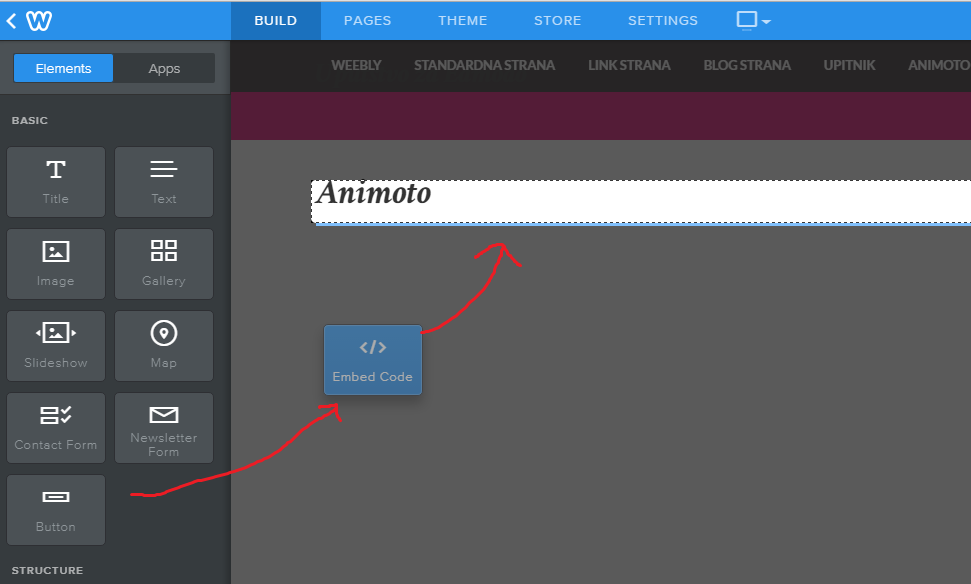 BUILD PAGES THEME STORE SETTINGS
Elements Apps
WEEBLY STANDARDNA STRANA LINK STRANA BLOG STRANA UPITNIK ANIMOTO
BASIC
Title Text
Image Gallery
Slideshow Map
Contact Form Newsletter
Form
Button
STRUCTURE
Animoto
</>
Embed Code